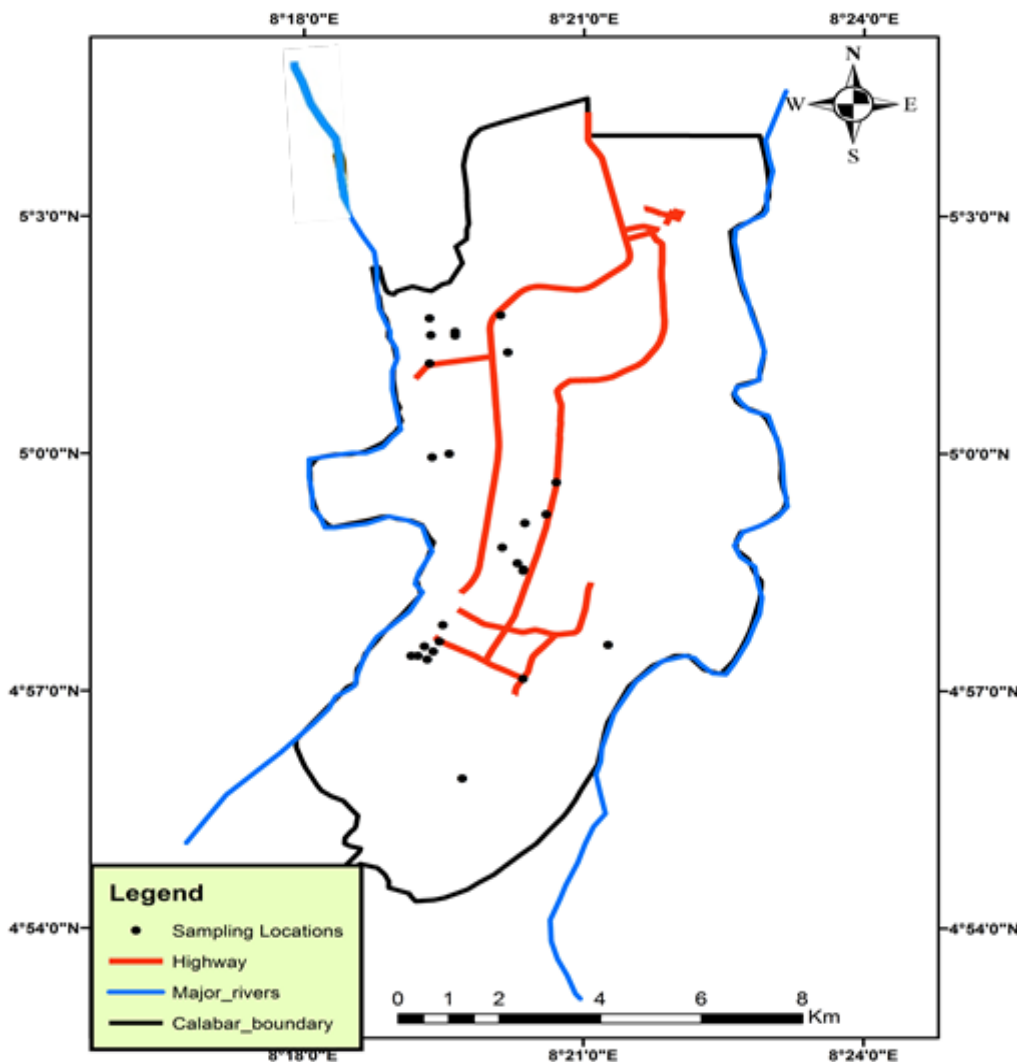 8°18'0"E 8°21'0"E 8°24'0"E
N
W E
S
5°3'0"N 5°3'0"N
5°0'0"N 5°0'0"N
4°57'0"N 4°57'0"N
4°54'0"N 4°54'0"N
Legend
Sampling Locations
Highway
Major_rivers
Calabar_boundary
0 1 2 4 6 8
Km
8°18'0"E 8°21'0"E 8°24'0"E